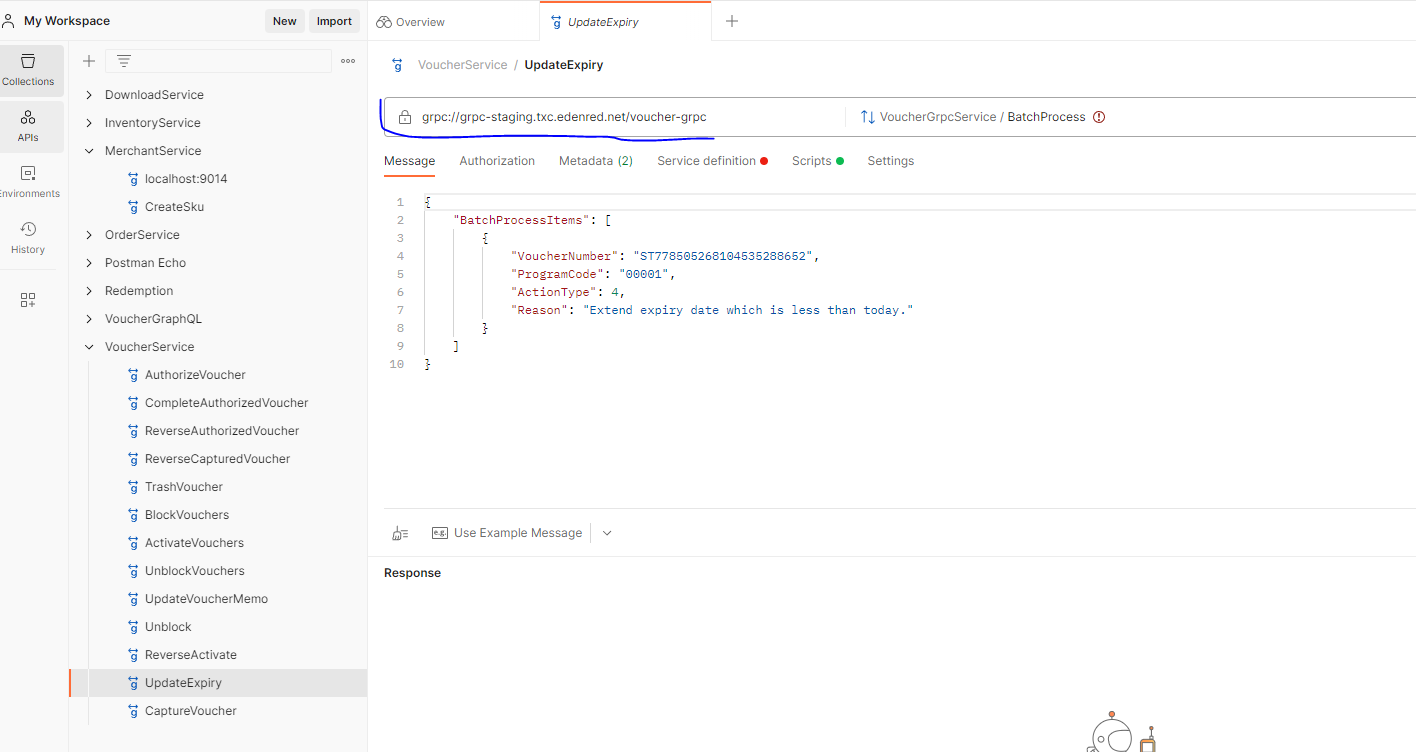 My Workspace
New
Import
Overview
UpdateExpiry
Collections
APIs
Environments
History
DownloadService
InventoryService
MerchantService
localhost:9014
CreateSku
OrderService
Postman Echo
Redemption
VoucherGraphQL
VoucherService
AuthorizeVoucher
CompleteAuthorizedVoucher
ReverseAuthorizedVoucher
ReverseCapturedVoucher
TrashVoucher
BlockVouchers
ActivateVouchers
UnblockVouchers
UpdateVoucherMemo
Unblock
ReverseActivate
UpdateExpiry
CaptureVoucher
VoucherService / UpdateExpiry
grpc://grpc-staging.txc.edenred.net/voucher-grpc
VoucherGrpcService / BatchProcess
Message
Authorization
Metadata (2)
Service definition
Scripts
Settings
1 {
2 "BatchProcessItems": [
3 {
4 "VoucherNumber": "ST778505268104535288652",
5 "ProgramCode": "00001",
6 "ActionType": 4,
7 "Reason": "Extend expiry date which is less than today."
8 }
9 ]
10 }
e.g. Use Example Message
Response